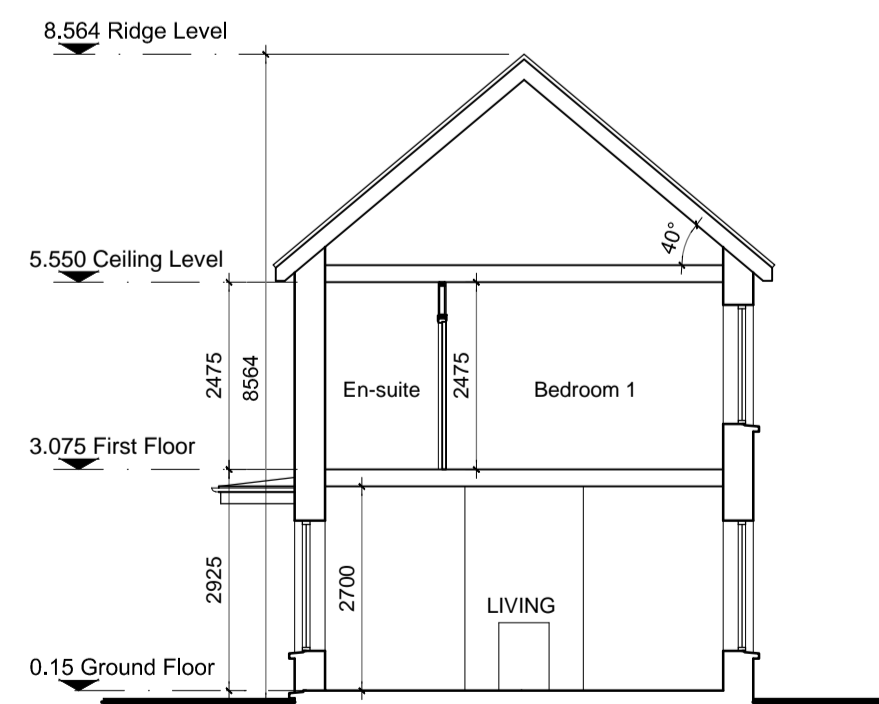 8.564 Ridge Level
40°
5.550 Ceiling Level
2475
8564
En-suite
2475
Bedroom 1
3.075 First Floor
2925
2700
LIVING
0.15 Ground Floor